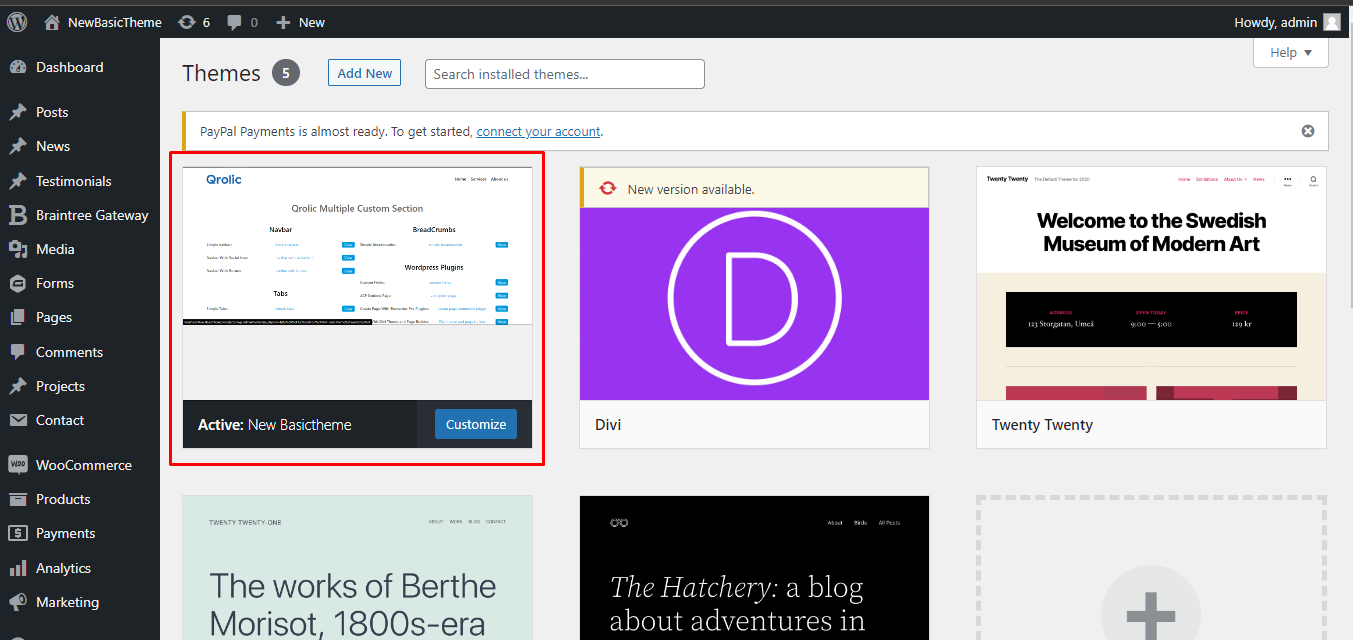 NewBasicTheme 6 0 New Howdy, admin
Dashboard
Posts
News
Testimonials
Braintree Gateway
Media
Forms
Pages
Comments
Projects
Contact
WooCommerce
Products
Payments
Analytics
Marketing
Help
Themes 5 Add New Search installed themes...
PayPal Payments is almost ready. To get started, connect your account.
Qrolic Home Services About us
Qrolic Multiple Custom Section
Navbar BreadCrumbs
Wordpress Plugins
Tabs
Active: New Basictheme Customize
New version available.
D
Divi
Twenty Twenty The Default Theme for 2020 Home Exhibitions About Us News
Welcome to the Swedish
Museum of Modern Art
ADDRESS OPEN TODAY PRICE
123 Storgatan, Umeå 9:00 — 5:00 129 kr
Twenty Twenty
TWENTY TWENTY-ONE ABOUT WORK BLOG CONTACT
The works of Berthe
Morisot, 1800s-era
About Birds All Posts
The Hatchery: a blog
about adventures in